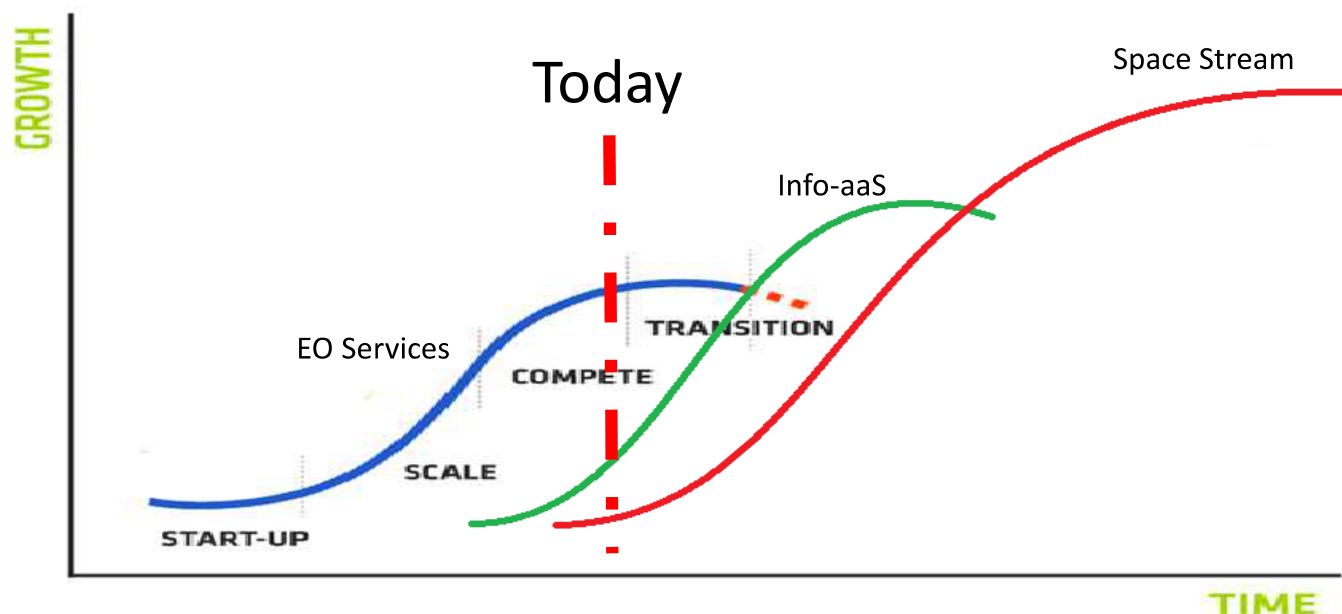 GROWTH
Today
Space Stream
Info-aaS
EO Services
TRANSITION
COMPETE
SCALE
START-UP
TIME